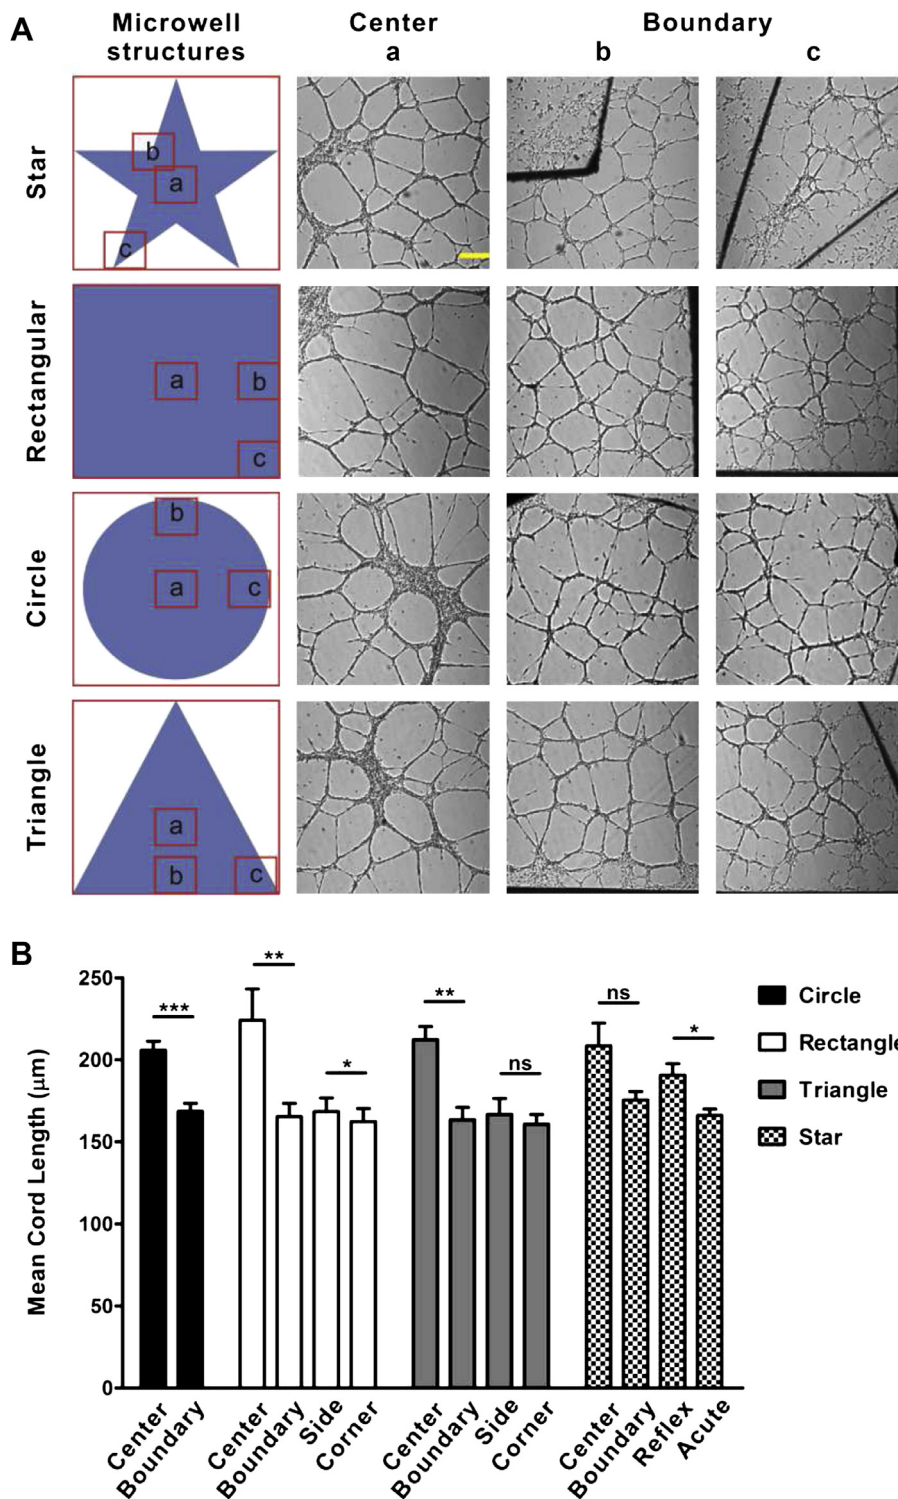 A
Microwell
structures
Center
a
Boundary
b
c
Star
b
a
c
Rectangular
a
b
c
Circle
b
a
c
Triangle
a
b
c
B
Mean Cord Length (μm)
250
200
150
100
50
0
***
**
*
**
ns
ns
*
Circle
Rectangle
Triangle
Star
Center
Boundary
Center
Boundary
Side
Corner
Center
Boundary
Side
Corner
Center
Boundary
Reflex
Acute